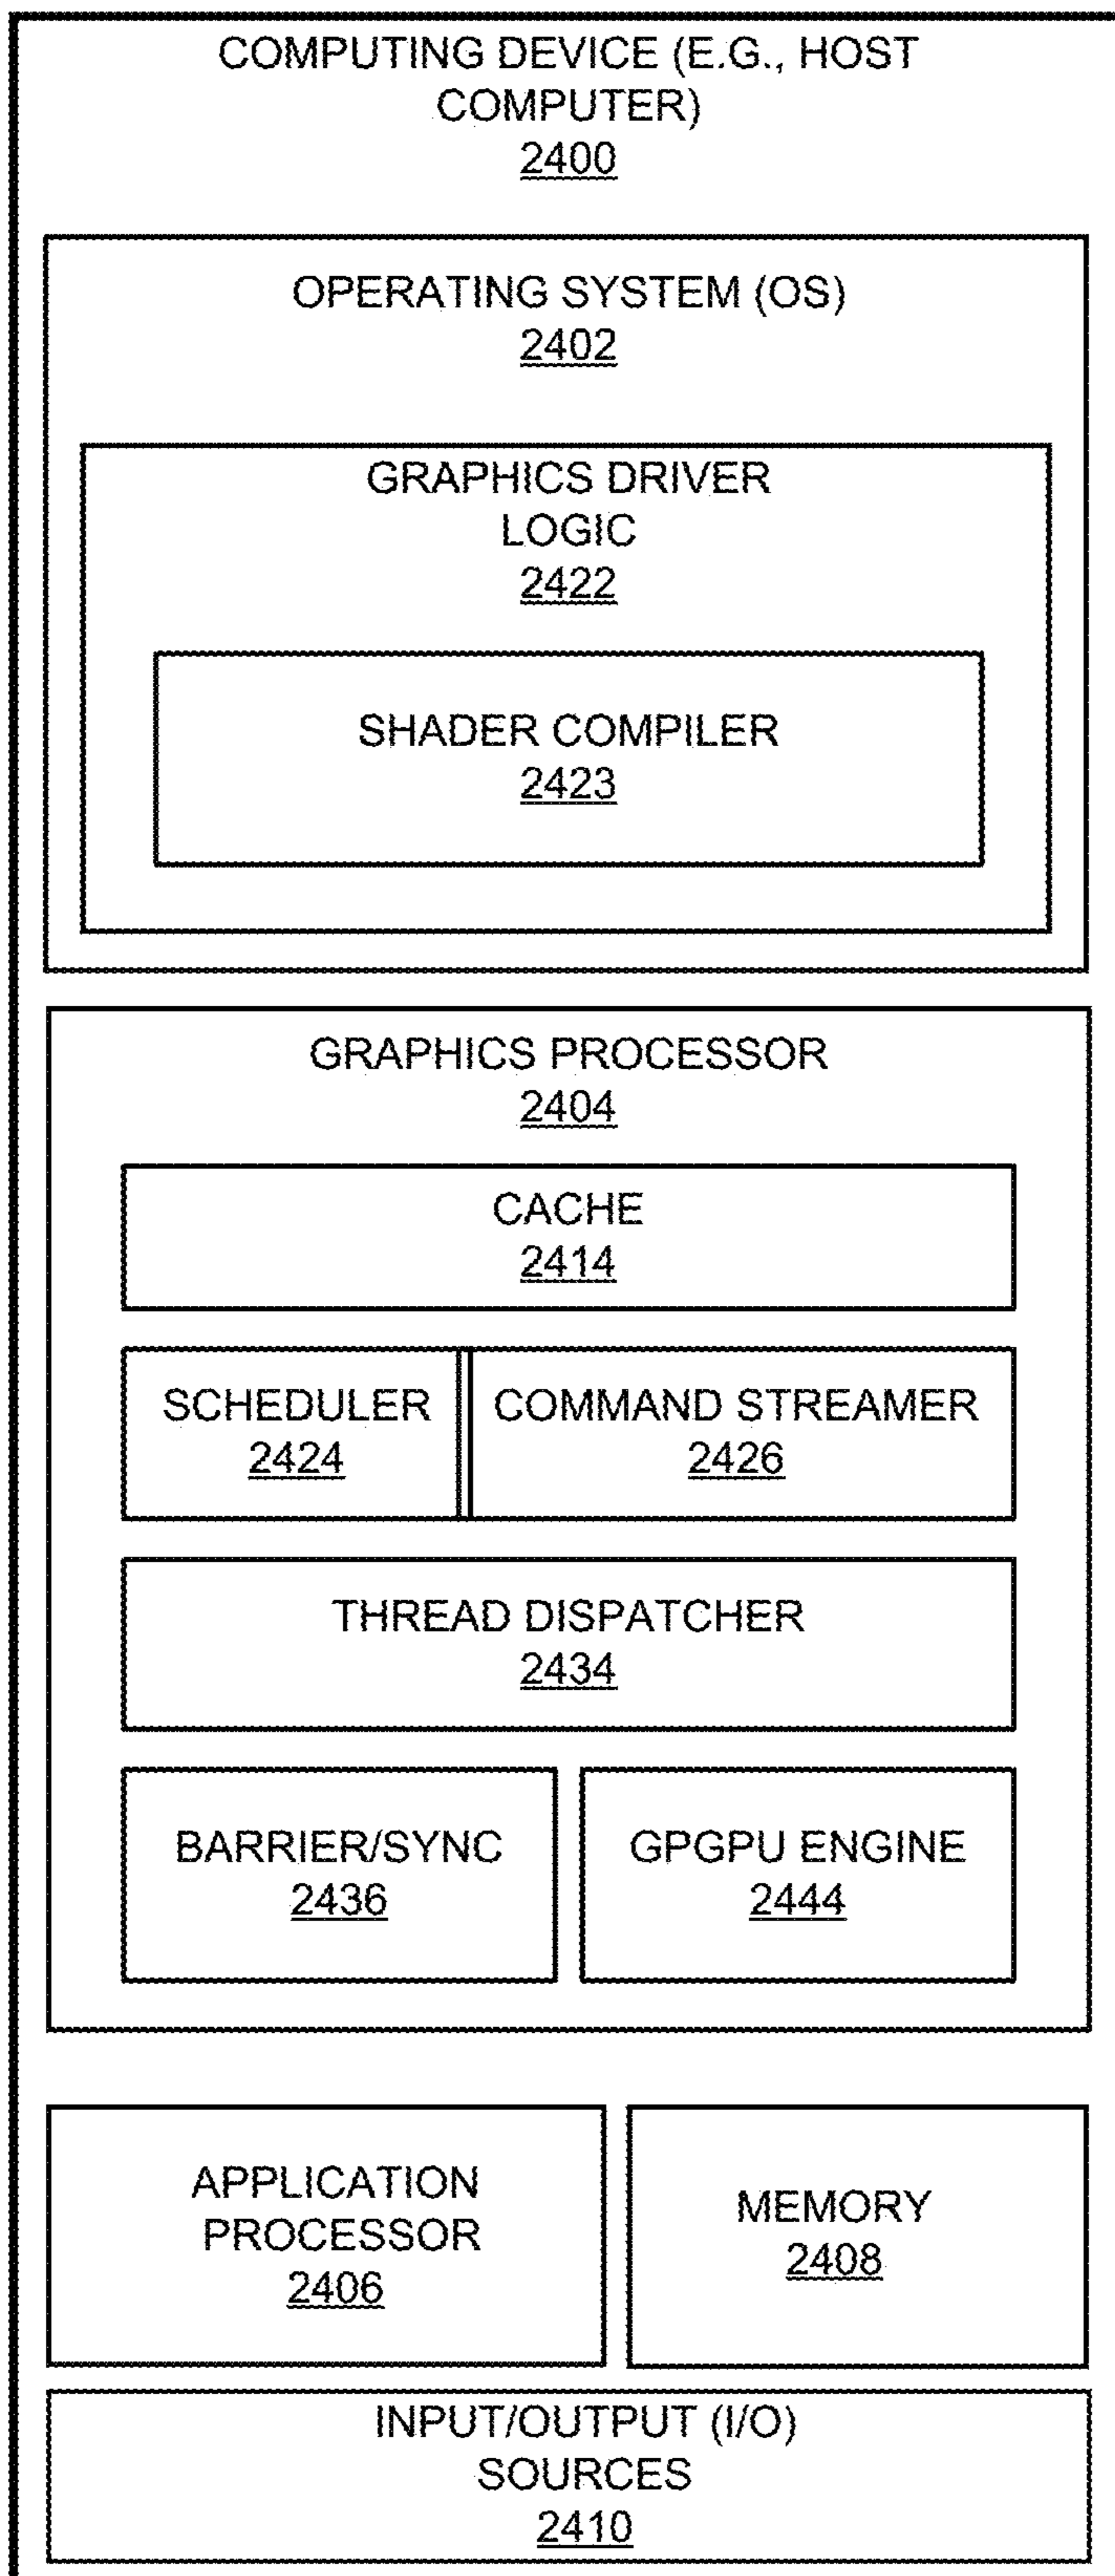 COMPUTING DEVICE (E.G., HOST
COMPUTER)
2400
OPERATING SYSTEM (OS)
2402
GRAPHICS DRIVER
LOGIC
2422
SHADER COMPILER
2423
GRAPHICS PROCESSOR
2404
CACHE
2414
SCHEDULER
2424
COMMAND STREAMER
2426
THREAD DISPATCHER
2434
BARRIER/SYNC
2436
GPGPU ENGINE
2444
APPLICATION
PROCESSOR
2406
MEMORY
2408
INPUT/OUTPUT (I/O)
SOURCES
2410